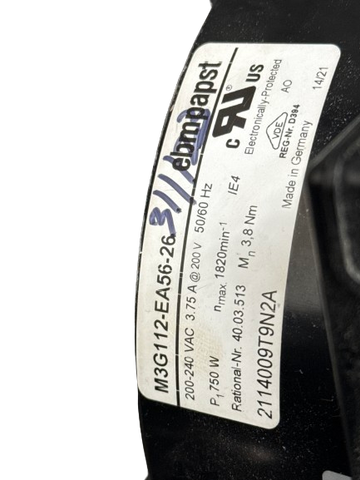 ebmpapst
M3G112-EA56-26
200-240 VAC 3.75 A @ 200 V 50/60 Hz
P1 750 W nmax. 1820min-1 IE4
Rational-Nr. 40.03.513 Mn 3,8 Nm
2114009T9N2A
c RU US
Electronically-Protected
AO
14/21
VDE
REG-Nr. D394
Made in Germany